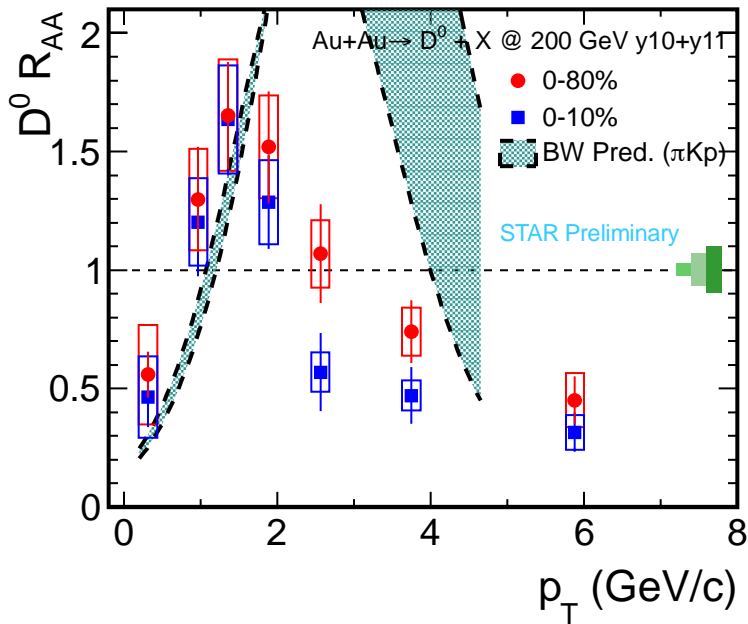 Au+Au→ D⁰ + X @ 200 GeV y10+y11
0-80%
0-10%
BW Pred. (πKp)
STAR Preliminary
D⁰ R_AA
2
1.5
1
0.5
0
0 2 4 6 8
p_T (GeV/c)